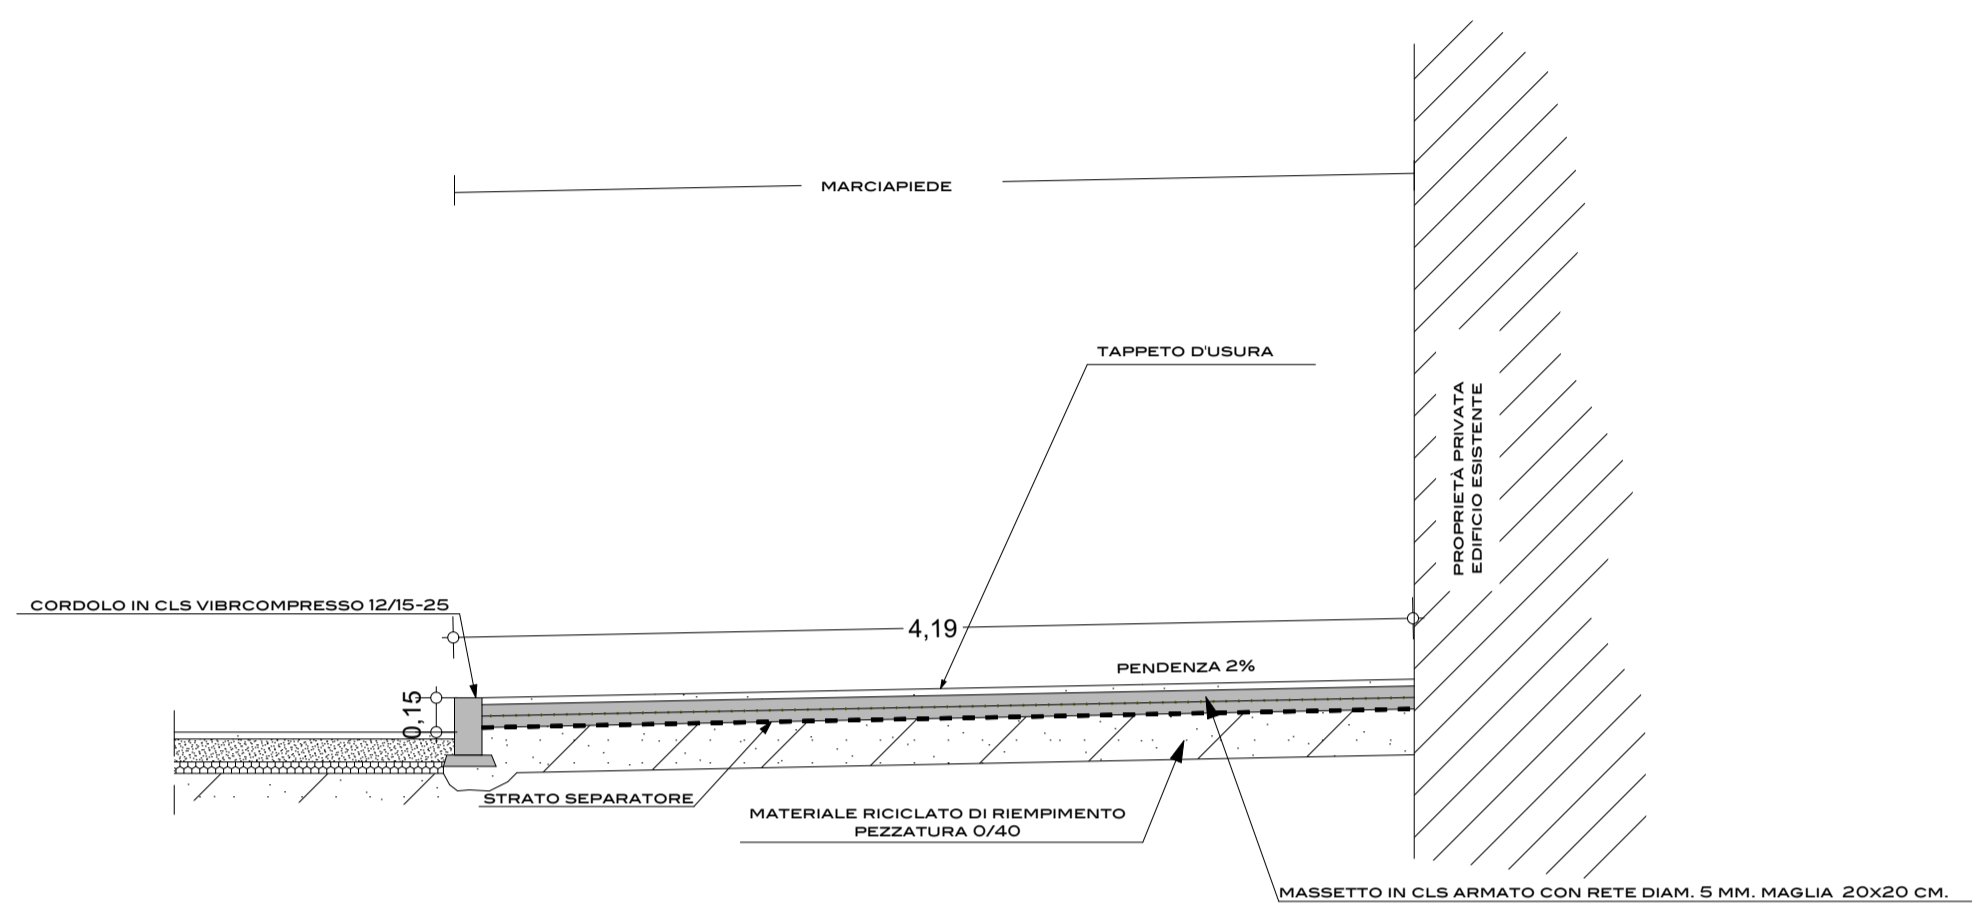 MARCIAPIEDE
TAPPETO D'USURA
PROPRIETÀ PRIVATA
EDIFICIO ESISTENTE
CORDOLO IN CLS VIBRCOMPRESSO 12/15-25
4,19
PENDENZA 2%
0,15
STRATO SEPARATORE
MATERIALE RICICLATO DI RIEMPIMENTO
PEZZATURA 0/40
MASSETTO IN CLS ARMATO CON RETE DIAM. 5 MM. MAGLIA 20X20 CM.